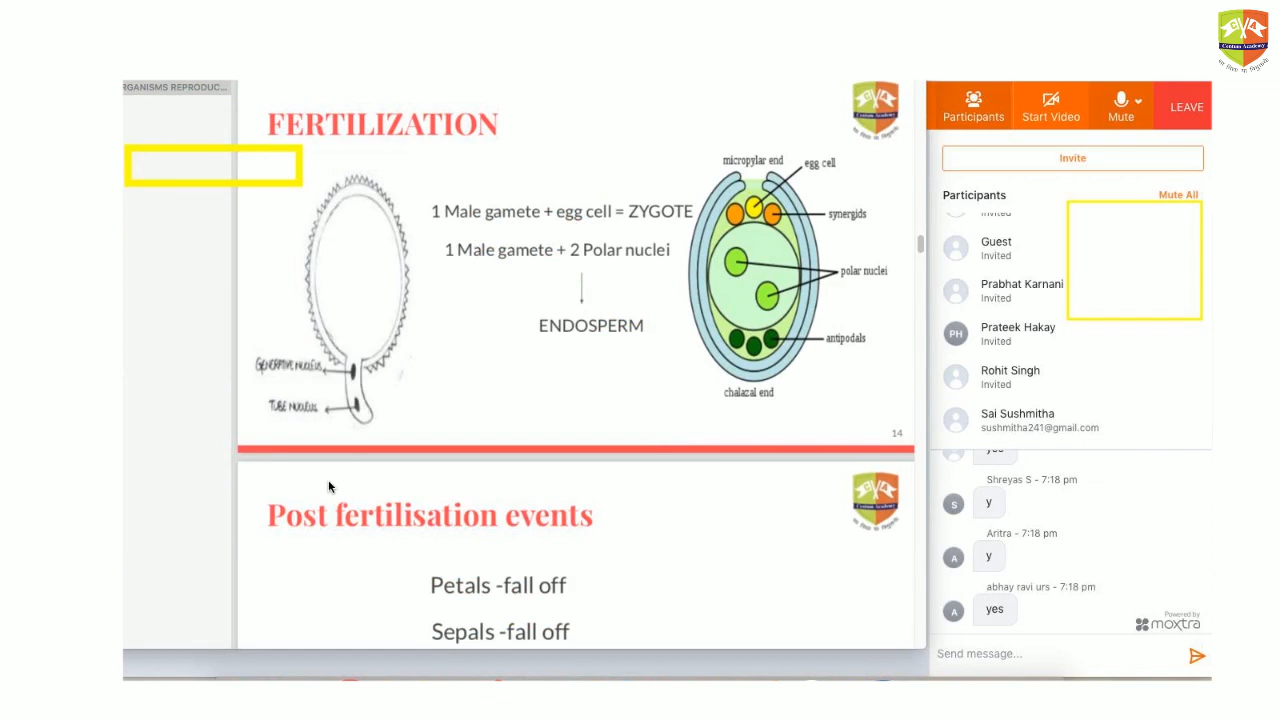 Contum Academy
RGANISMS REPRODUC...
FERTILIZATION
1 Male gamete + egg cell = ZYGOTE
1 Male gamete + 2 Polar nuclei
ENDOSPERM
GENERATIVE NUCLEUS
TUBE NUCLEUS
micropylar end
egg cell
synergids
polar nuclei
antipodals
chalazal end
14
Post fertilisation events
Petals -fall off
Sepals -fall off
Participants
Start Video
Mute
LEAVE
Invite
Participants
Mute All
Invited
Guest
Invited
Prabhat Karnani
Invited
PH
Prateek Hakay
Invited
Rohit Singh
Invited
Sai Sushmitha
sushmitha241@gmail.com
yes
Shreyas S - 7:18 pm
S
y
Aritra - 7:18 pm
A
y
abhay ravi urs - 7:18 pm
A
yes
Powered by
moxtra
Send message...